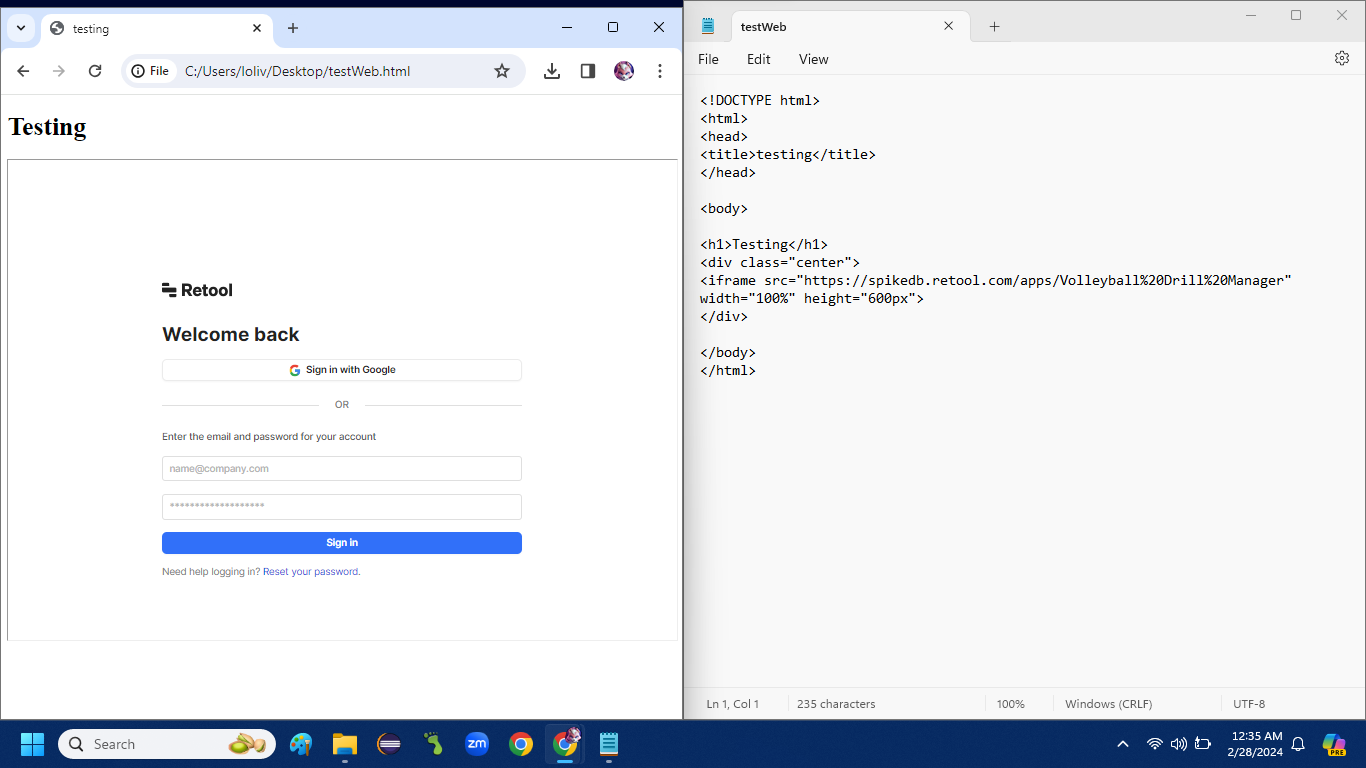 testing
File
C:/Users/loliv/Desktop/testWeb.html
Testing
Retool
Welcome back
Sign in with Google
OR
Enter the email and password for your account
name@company.com
*******************
Sign in
Need help logging in? Reset your password.
testWeb
File Edit View
<!DOCTYPE html>
<html>
<head>
<title>testing</title>
</head>
<body>
<h1>Testing</h1>
<div class="center">
<iframe src="https://spikedb.retool.com/apps/Volleyball%20Drill%20Manager"
width="100%" height="600px">
</div>
</body>
</html>
Ln 1, Col 1 235 characters 100% Windows (CRLF) UTF-8
Search
zm
12:35 AM
2/28/2024
PRE